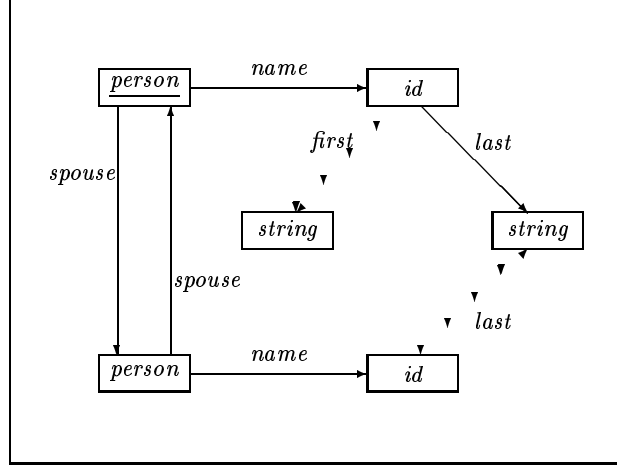 name
person
id
first
last
spouse
string
string
spouse
last
name
person
id